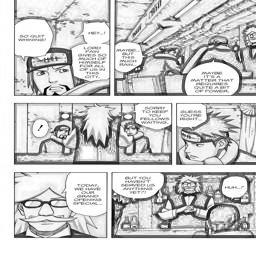 SO QUIT
WHINING!
HEY...!
LORD
PAIN
GIVES SO
MUCH OF
HIMSELF
FOR ALL
OF US IN
THIS
CITY.
MAYBE...
BUT
THIS
MUCH
RAIN...
MAYBE
IT'S A
MATTER
THAT
REQUIRES
QUITE A
BIT OF
POWER.
!
SORRY
TO KEEP
YOU
FELLOWS
WAITING.
GUESS
YOU'RE
RIGHT.
TODAY,
WE HAVE
OUR
GRAND
OPENING
SPECIAL...
BUT YOU
HAVEN'T
SERVED US
ANYTHING
YET?!
HUH...?